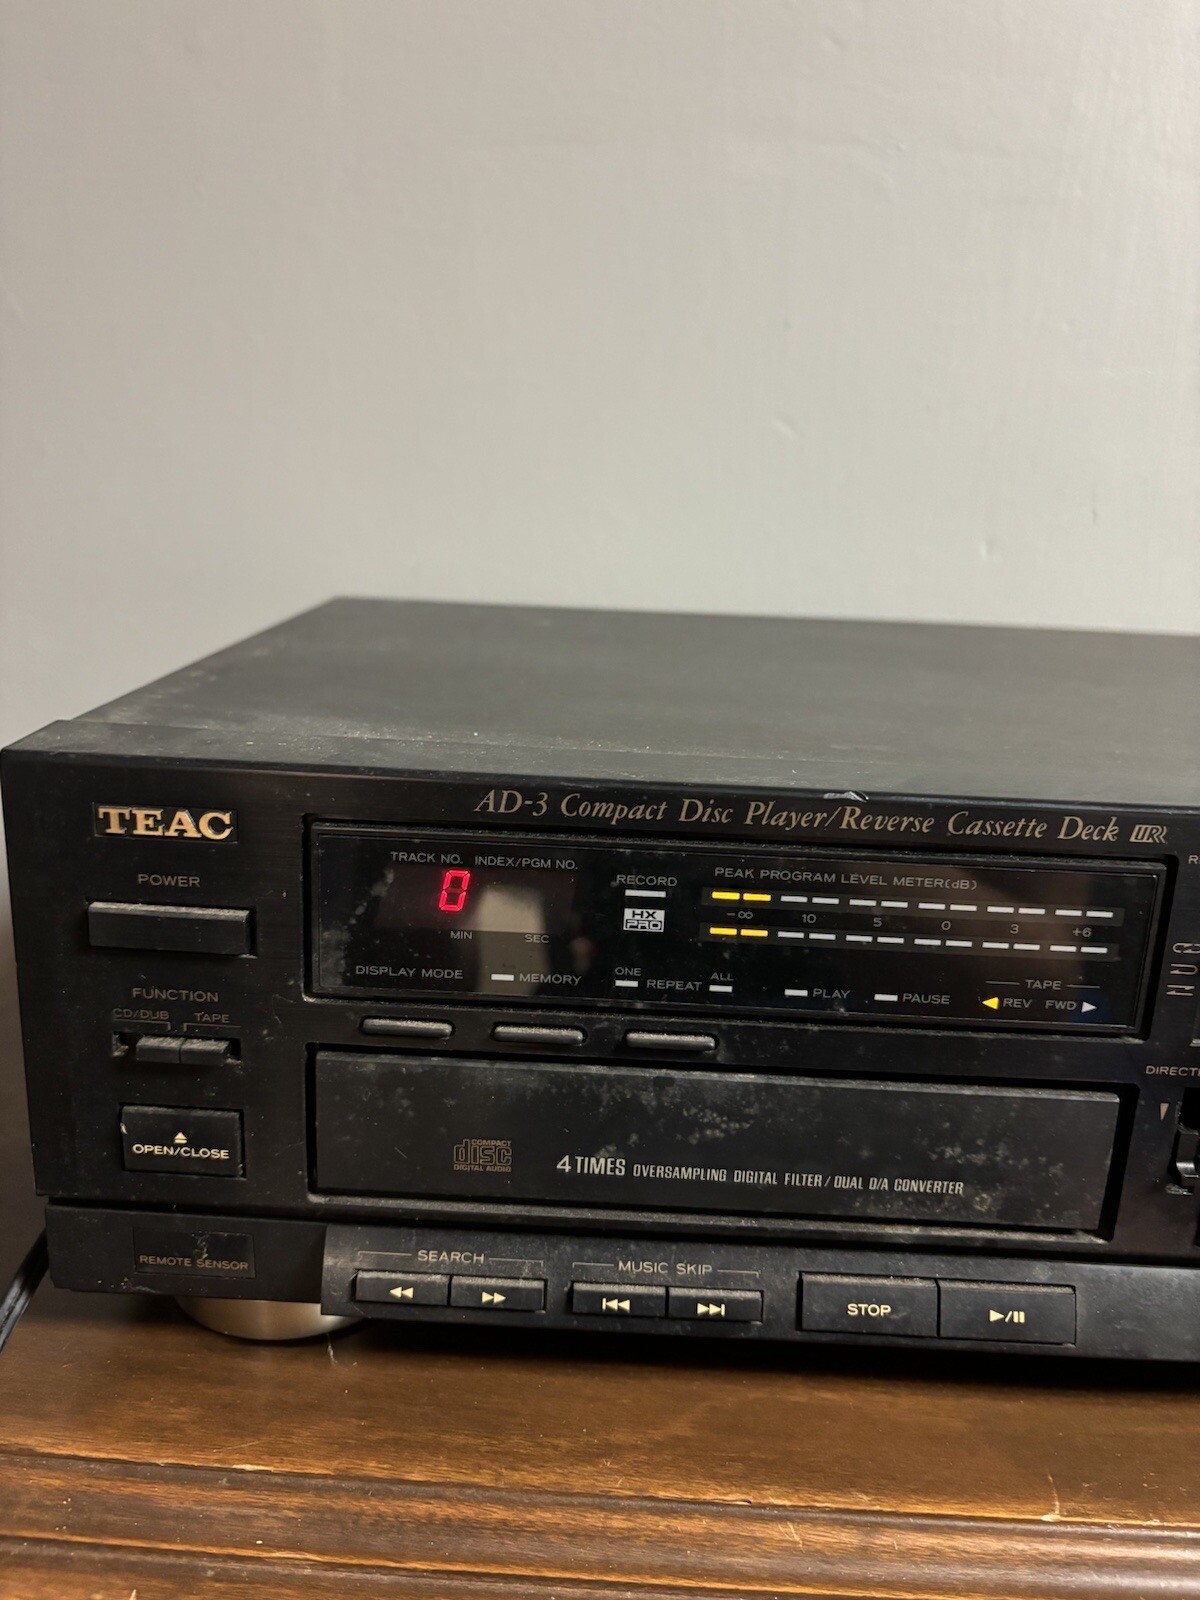 AD-3 Compact Disc Player/Reverse Cassette Deck
TEAC
TRACK NO. INDEX/PGM NO.
0
MIN SEC
RECORD
HX
PRO
PEAK PROGRAM LEVEL METER(dB)
-∞ 10 5 0 3 +6
POWER
DISPLAY MODE MEMORY ONE REPEAT ALL PLAY PAUSE
TAPE
◀ REV FWD ▶
FUNCTION
CD/DUB TAPE
OPEN/CLOSE
COMPACT
disc
DIGITAL AUDIO
4 TIMES OVERSAMPLING DIGITAL FILTER / DUAL D/A CONVERTER
REMOTE SENSOR
SEARCH
MUSIC SKIP
STOP
▶/II